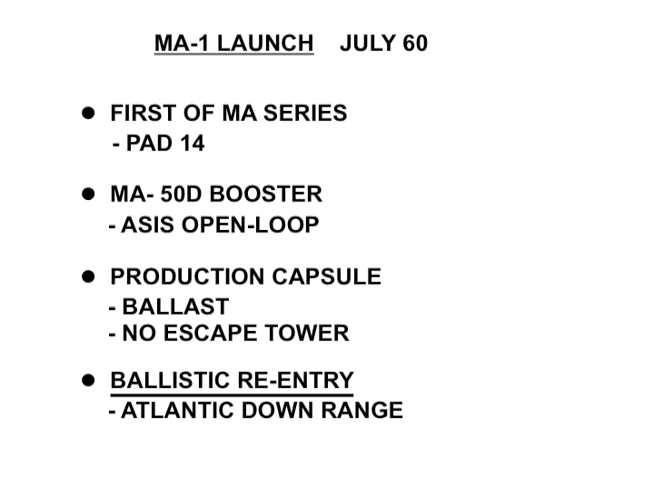 MA-1 LAUNCH JULY 60
● FIRST OF MA SERIES
- PAD 14
● MA- 50D BOOSTER
- ASIS OPEN-LOOP
● PRODUCTION CAPSULE
- BALLAST
- NO ESCAPE TOWER
● BALLISTIC RE-ENTRY
- ATLANTIC DOWN RANGE